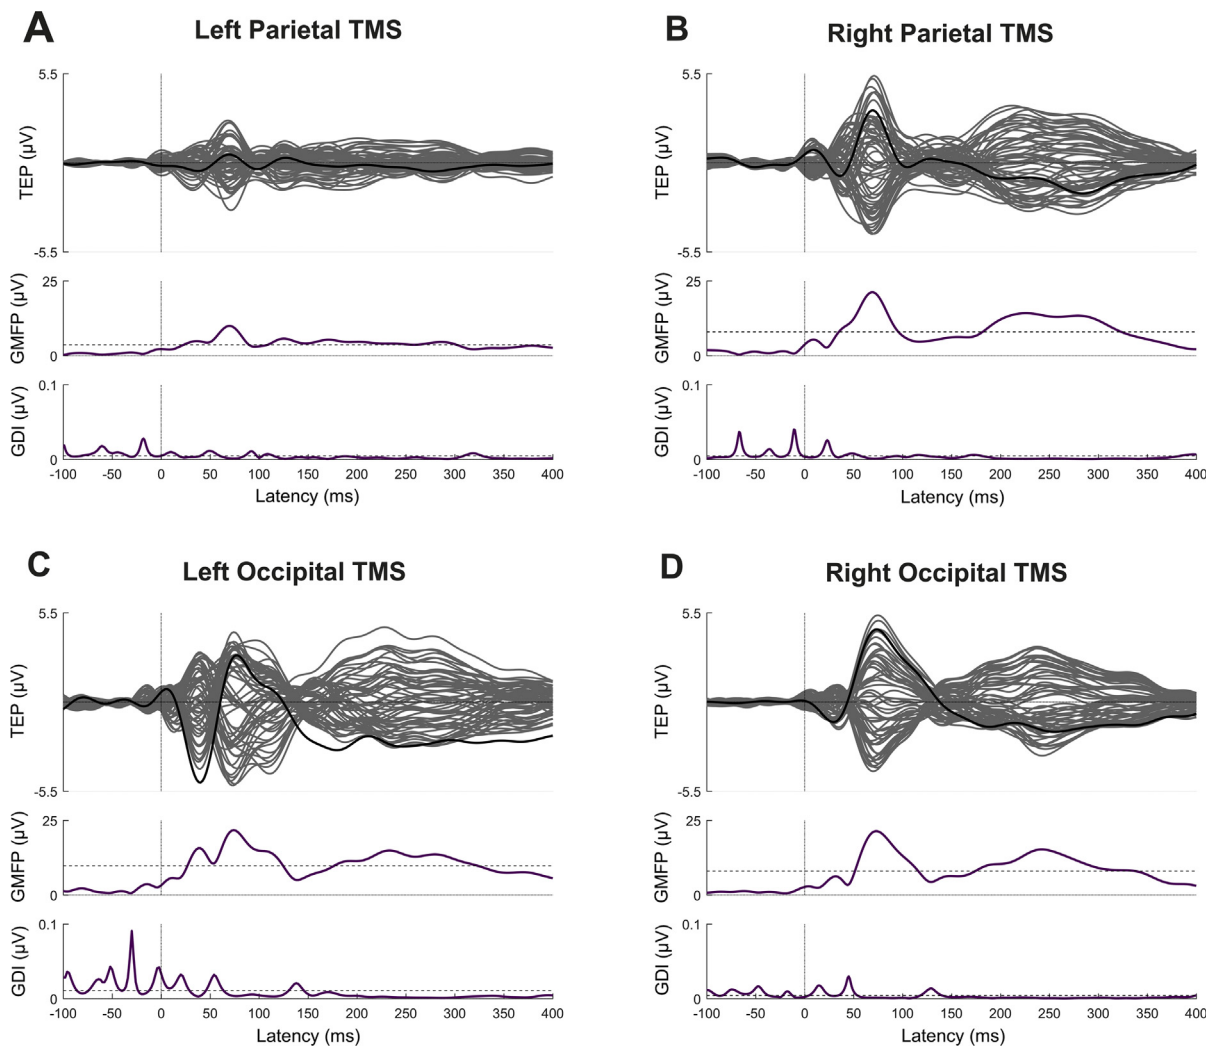 A
Left Parietal TMS
5.5
TEP (µV)
-5.5
25
GMFP (µV)
0
0.1
GDI (µV)
0
-100 -50 0 50 100 150 200 250 300 350 400
Latency (ms)
B
Right Parietal TMS
5.5
TEP (µV)
-5.5
25
GMFP (µV)
0
0.1
GDI (µV)
0
-100 -50 0 50 100 150 200 250 300 350 400
Latency (ms)
C
Left Occipital TMS
5.5
TEP (µV)
-5.5
25
GMFP (µV)
0
0.1
GDI (µV)
0
-100 -50 0 50 100 150 200 250 300 350 400
Latency (ms)
D
Right Occipital TMS
5.5
TEP (µV)
-5.5
25
GMFP (µV)
0
0.1
GDI (µV)
0
-100 -50 0 50 100 150 200 250 300 350 400
Latency (ms)